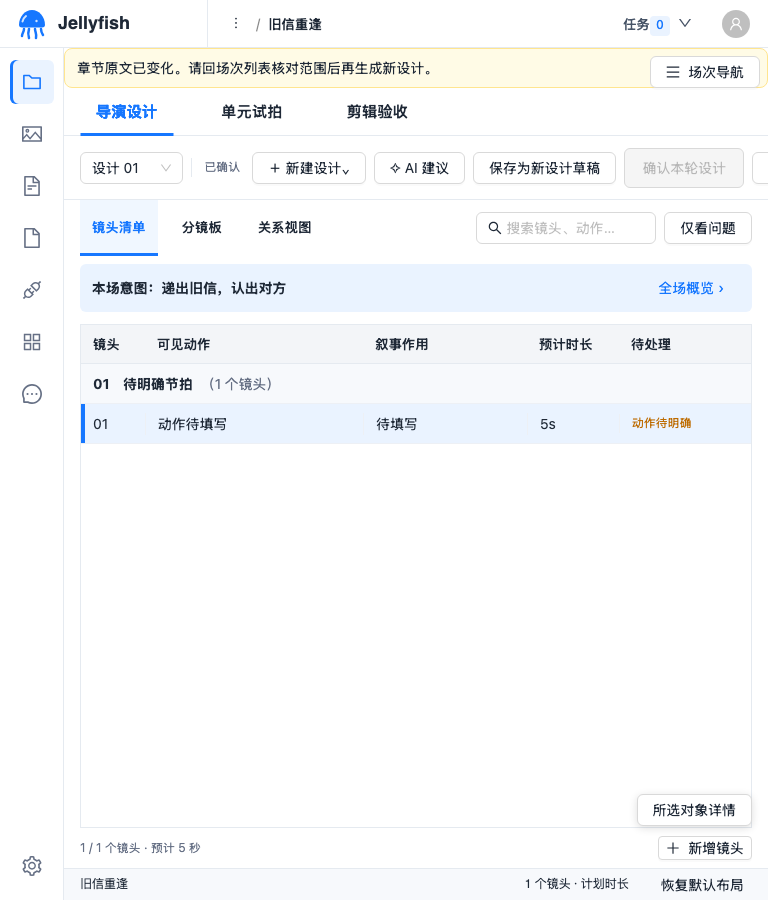 Jellyfish
/ 旧信重逢
任务 0
章节原文已变化。请回场次列表核对范围后再生成新设计。
场次导航
导演设计 单元试拍 剪辑验收
设计 01 已确认 + 新建设计 AI 建议 保存为新设计草稿 确认本轮设计
镜头清单 分镜板 关系视图 搜索镜头、动作... 仅看问题
本场意图：递出旧信，认出对方 全场概览 ›
镜头 可见动作 叙事作用 预计时长 待处理
01 待明确节拍 （1 个镜头）
01 动作待填写 待填写 5s 动作待明确
所选对象详情
1 / 1 个镜头 · 预计 5 秒 新增镜头
旧信重逢 1 个镜头 · 计划时长 恢复默认布局